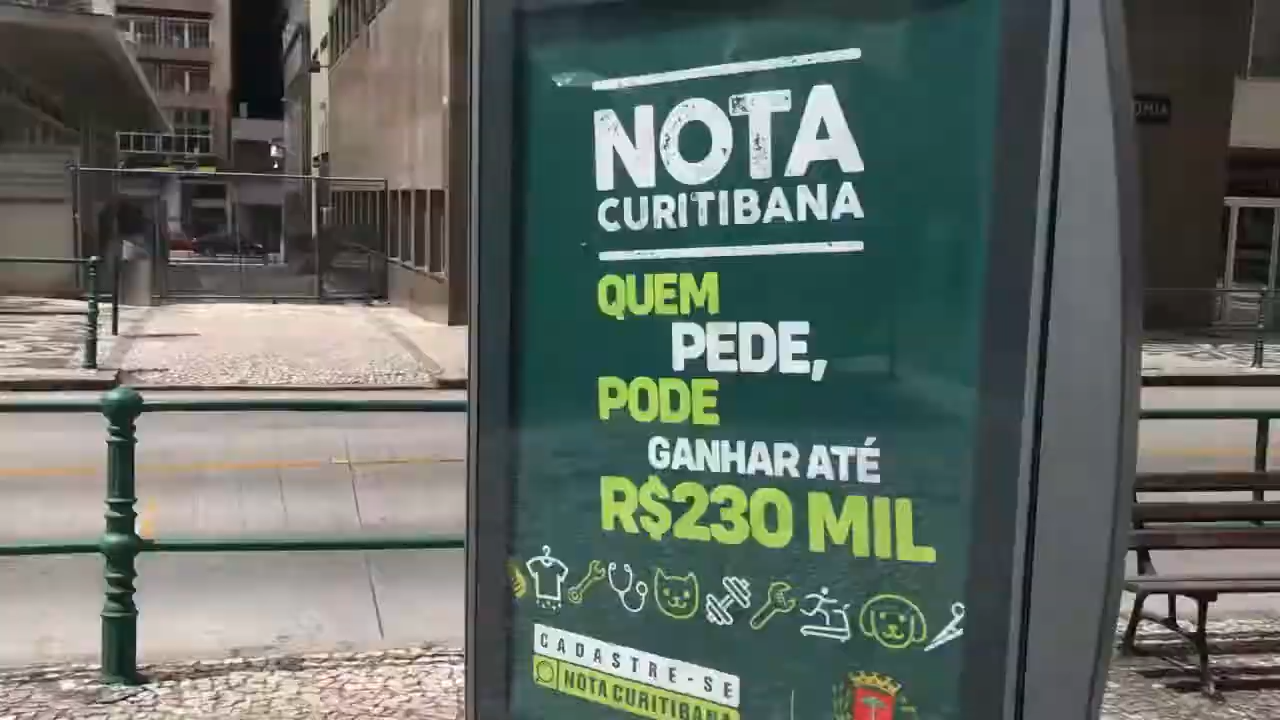 NOTA
CURITIBANA
QUEM
PEDE,
PODE
GANHAR ATÉ
R$230 MIL
CADASTRE-SE
NOTA CURITIBANA